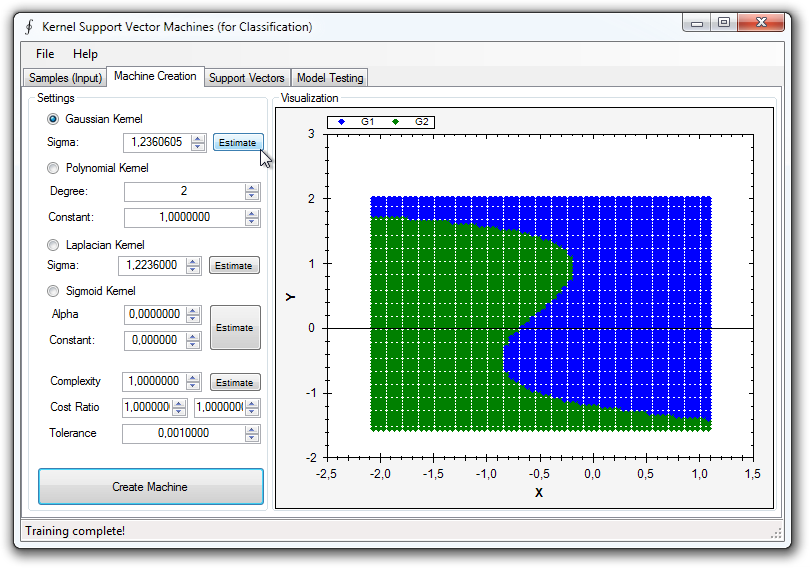 Kernel Support Vector Machines (for Classification)
File Help
Samples (Input) Machine Creation Support Vectors Model Testing
Settings
Gaussian Kernel
Sigma: 1,2360605 Estimate
Polynomial Kernel
Degree: 2
Constant: 1,0000000
Laplacian Kernel
Sigma: 1,2236000 Estimate
Sigmoid Kernel
Alpha 0,0000000
Estimate
Constant: 0,000000
Complexity 1,0000000 Estimate
Cost Ratio 1,000000 1,000000
Tolerance 0,0010000
Create Machine
Visualization
G1 G2
3
2
1
0
-1
-2
Y
-2,5 -2,0 -1,5 -1,0 -0,5 0,0 0,5 1,0 1,5
X
Training complete!